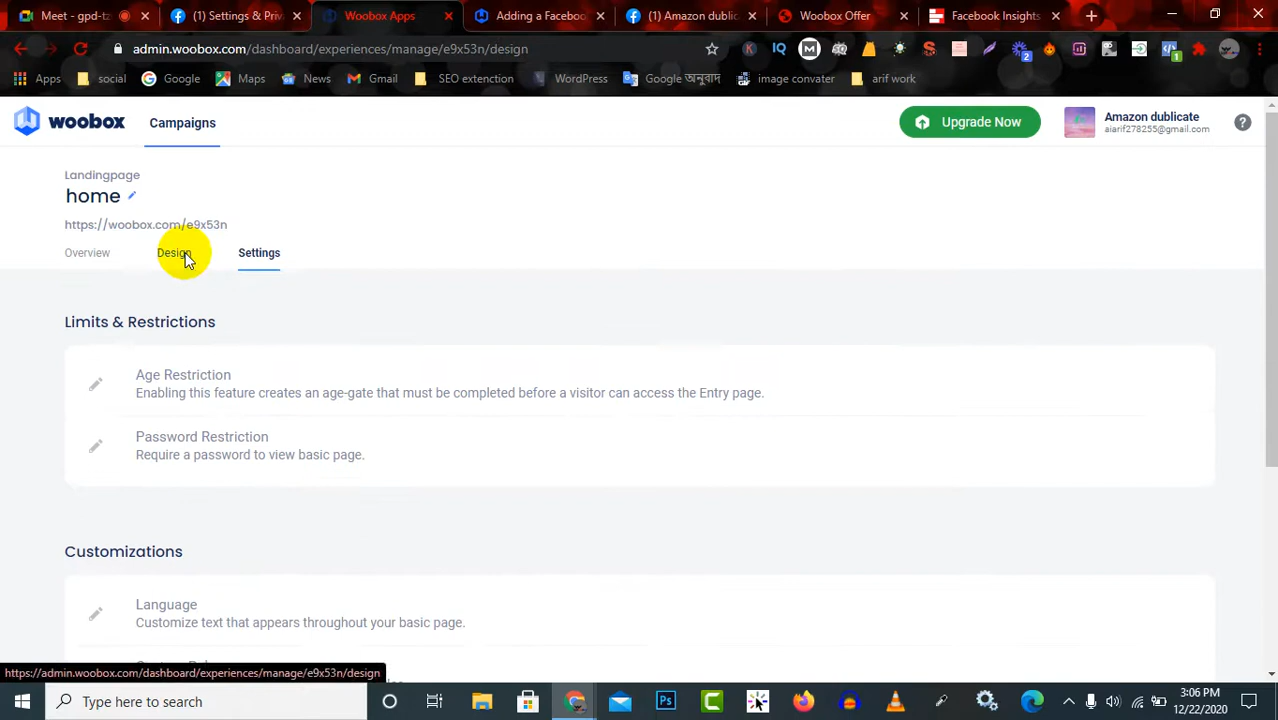 Meet - gpd-tz
(1) Settings & Priv
Woobox Apps
Adding a Faceboo
(1) Amazon dublic
Woobox Offer
Facebook Insights
admin.woobox.com/dashboard/experiences/manage/e9x53n/design
Apps
social
Google
Maps
News
Gmail
SEO extenction
WordPress
Google অনুবাদ
image convater
arif work
woobox
Campaigns
Upgrade Now
Amazon dublicate
aiarif278255@gmail.com
Landingpage
home
https://woobox.com/e9x53n
Overview
Design
Settings
Limits & Restrictions
Age Restriction
Enabling this feature creates an age-gate that must be completed before a visitor can access the Entry page.
Password Restriction
Require a password to view basic page.
Customizations
Language
Customize text that appears throughout your basic page.
https://admin.woobox.com/dashboard/experiences/manage/e9x53n/design
Type here to search
3:06 PM
12/22/2020